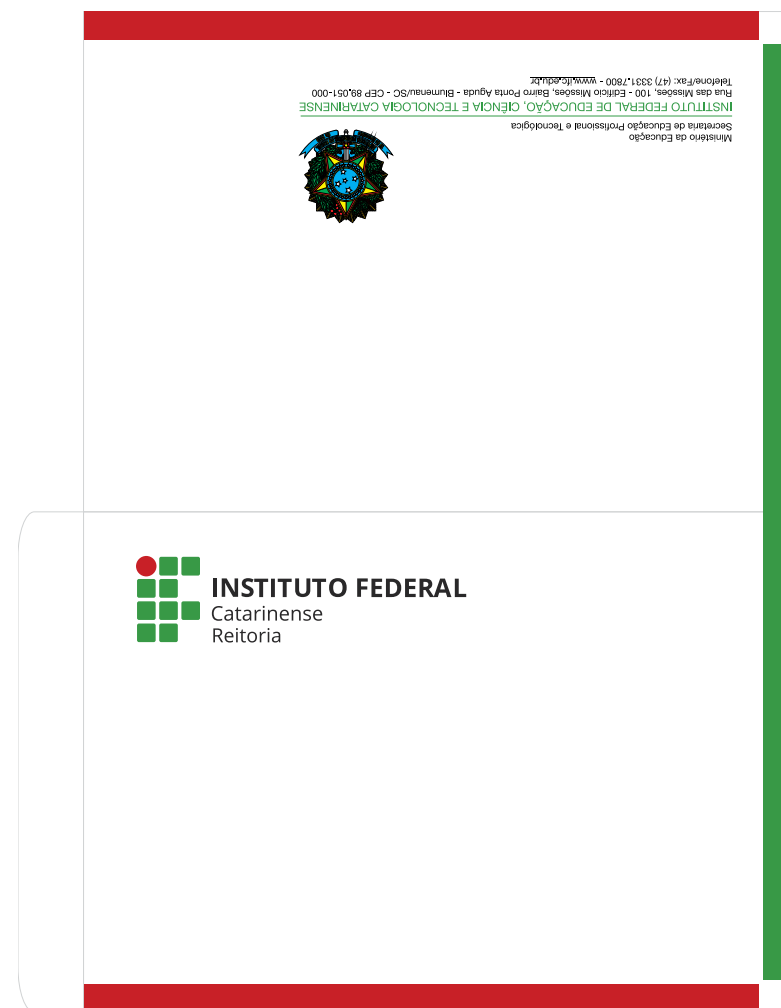 Ministério da Educação
Secretaria de Educação Profissional e Tecnológica
INSTITUTO FEDERAL DE EDUCAÇÃO, CIÊNCIA E TECNOLOGIA CATARINENSE
Rua das Missões, 100 - Edifício Missões, Bairro Ponta Aguda - Blumenau/SC - CEP 89.051-000
Telefone/Fax: (47) 3331.7800 - www.ifc.edu.br
INSTITUTO FEDERAL
Catarinense
Reitoria